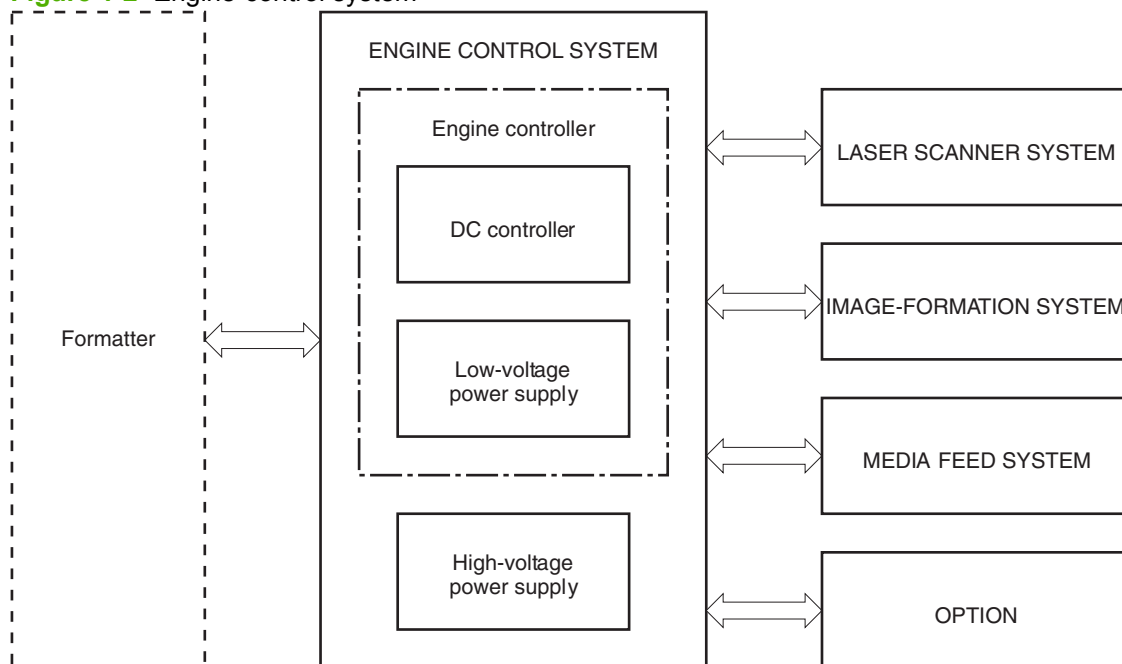 Engine-control system
ENGINE CONTROL SYSTEM
Engine controller
DC controller
Low-voltage
power supply
High-voltage
power supply
Formatter
LASER SCANNER SYSTEM
IMAGE-FORMATION SYSTEM
MEDIA FEED SYSTEM
OPTION